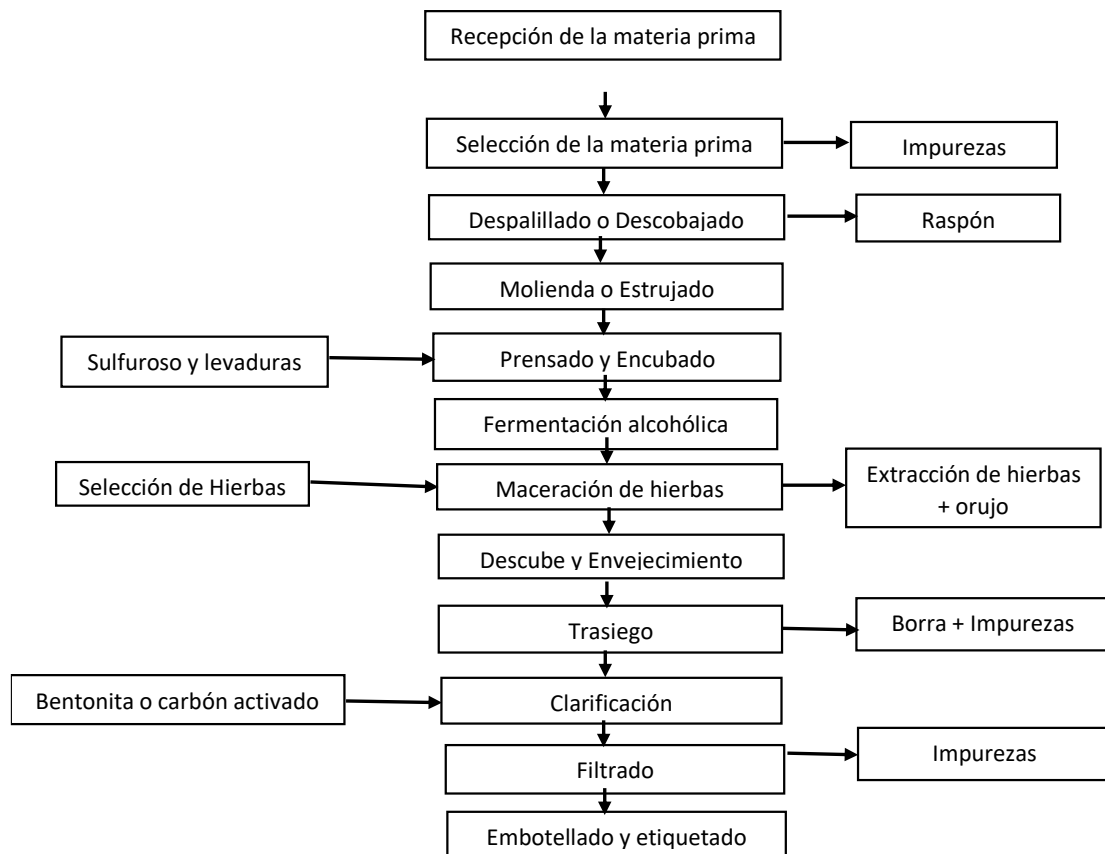 Recepción de la materia prima
Selección de la materia prima
Impurezas
Despalillado o Descobajado
Raspón
Molienda o Estrujado
Sulfuroso y levaduras
Prensado y Encubado
Fermentación alcohólica
Selección de Hierbas
Maceración de hierbas
Extracción de hierbas
+ orujo
Descube y Envejecimiento
Trasiego
Borra + Impurezas
Bentonita o carbón activado
Clarificación
Filtrado
Impurezas
Embotellado y etiquetado